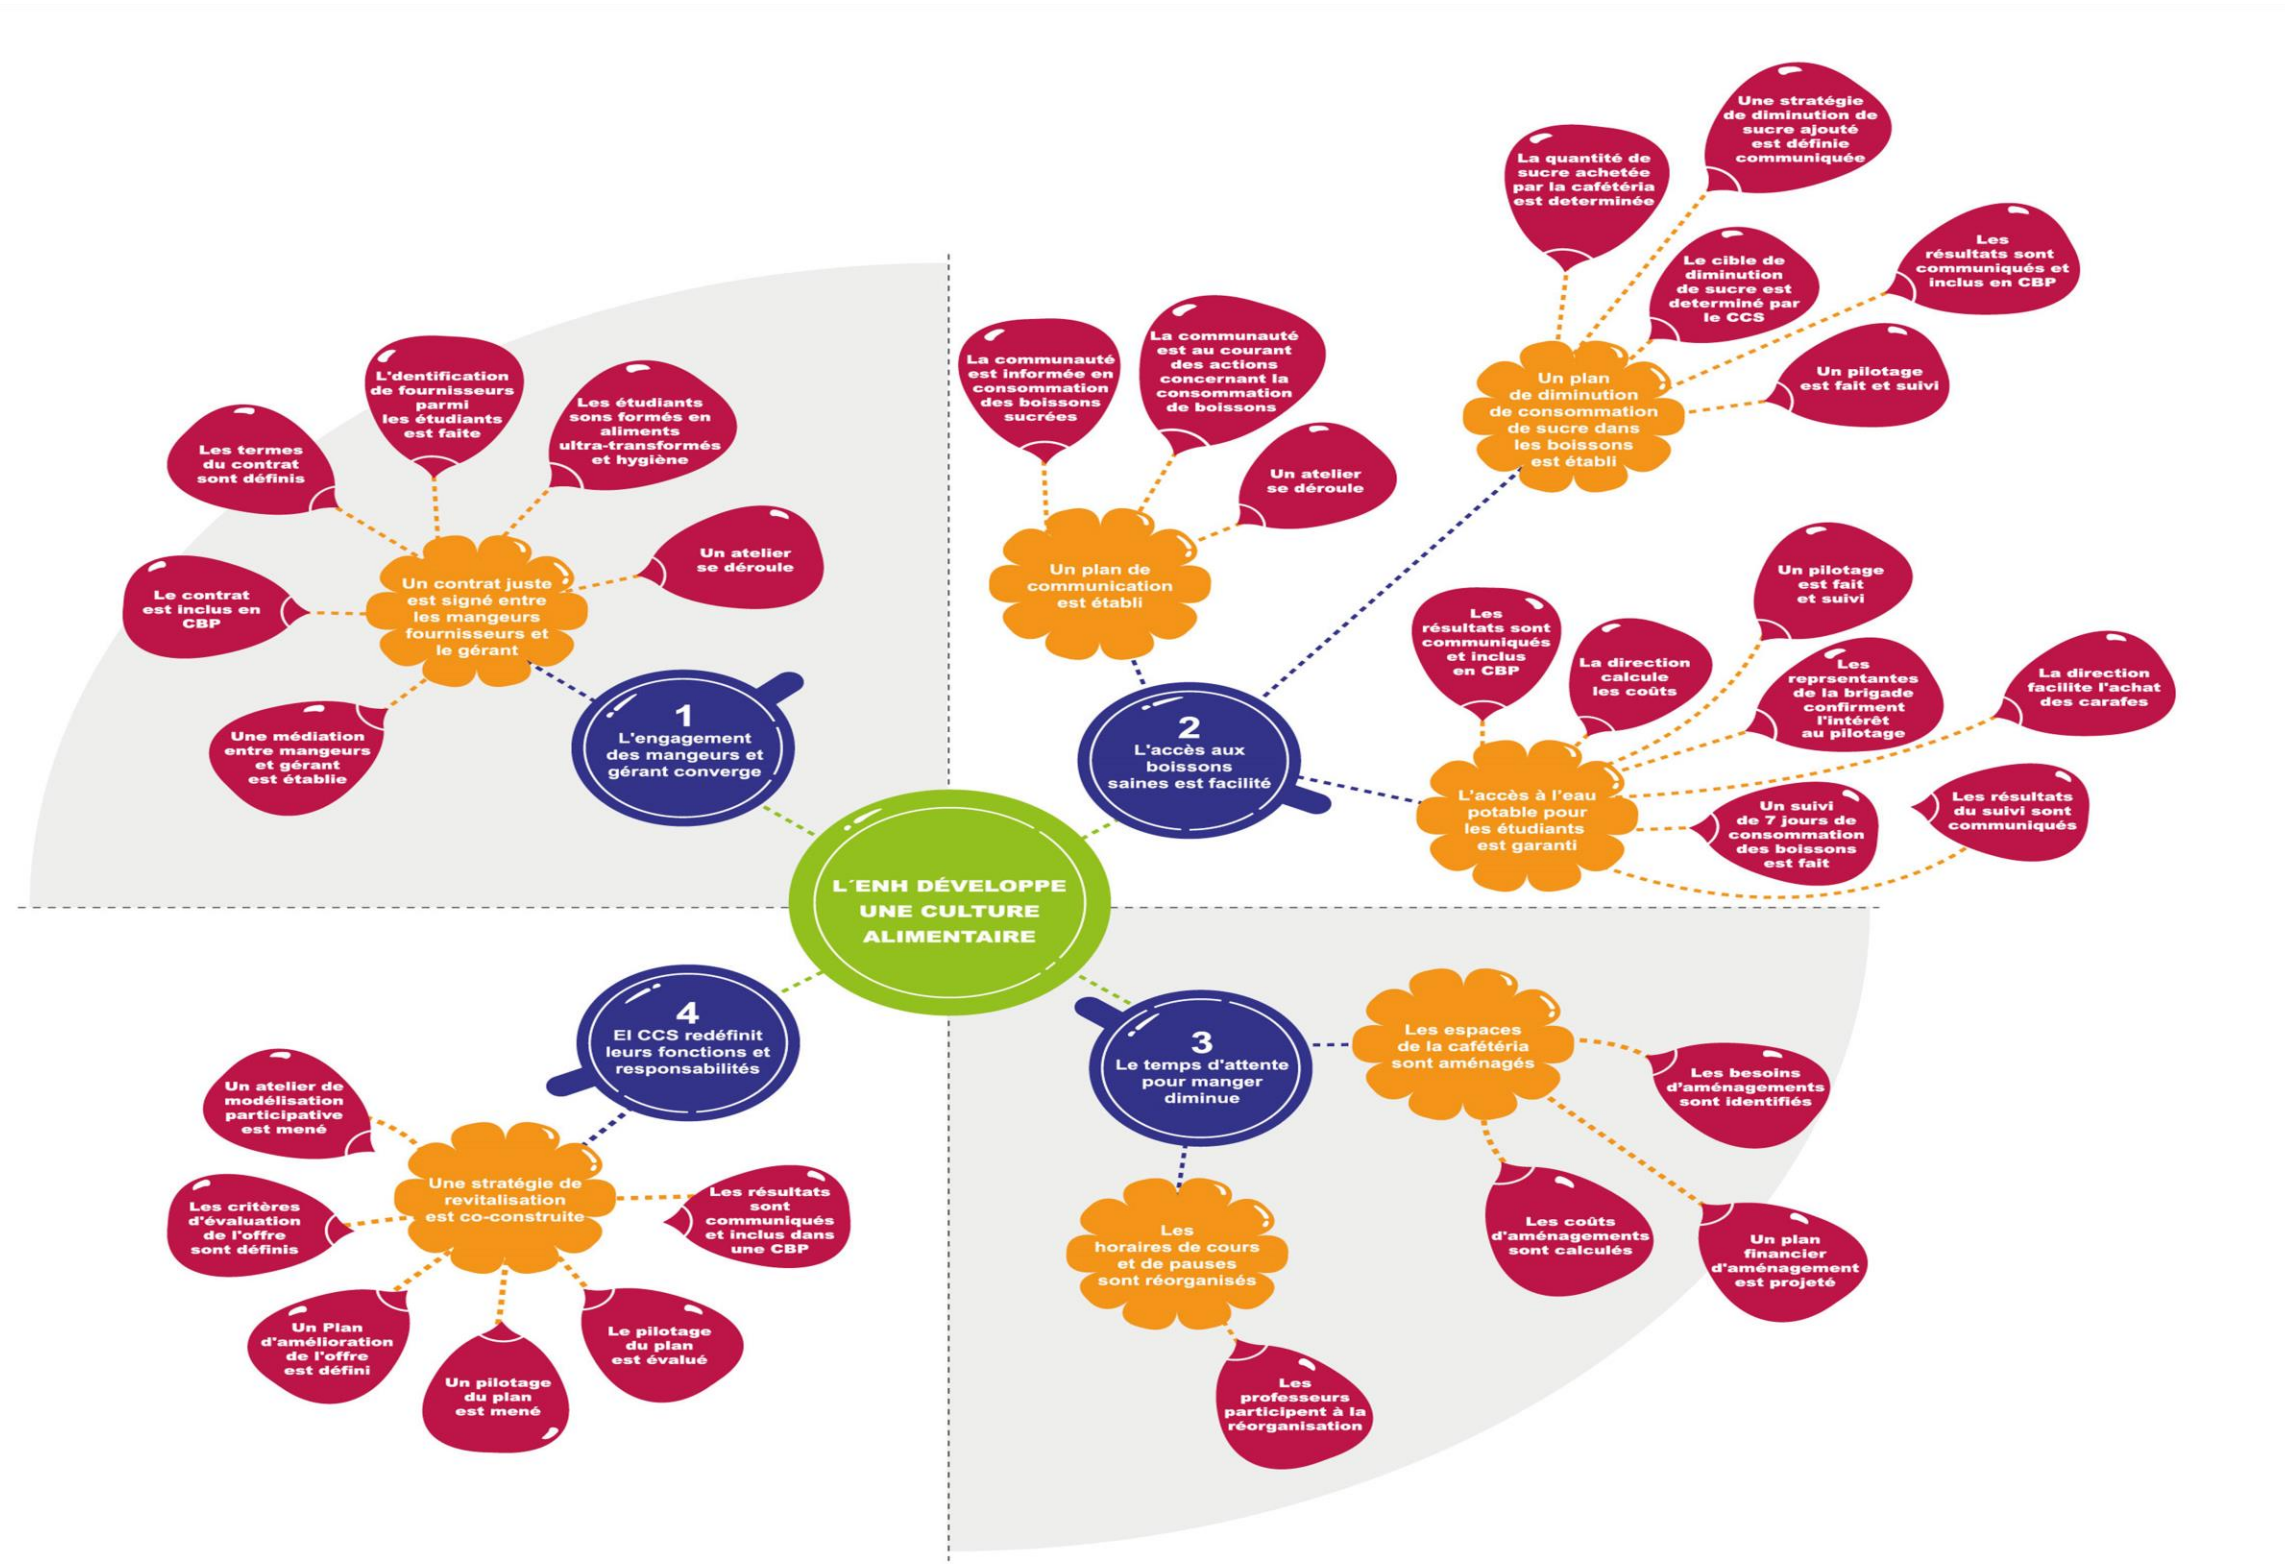 L´ENH DÉVELOPPE
UNE CULTURE
ALIMENTAIRE
1
L'engagement
des mangeurs et
gérant converge
Un contrat juste
est signé entre
les mangeurs
fournisseurs et
le gérant
Une médiation
entre mangeurs
et gérant
est établie
Le contrat
est inclus en
CBP
Les termes
du contrat
sont définis
L'dentification
de fournisseurs
parmi
les étudiants
est faite
Les étudiants
sons formés en
aliments
ultra-transformés
et hygiène
Un atelier
se déroule
2
L'accès aux
boissons
saines est facilité
Un plan de
communication
est établi
La communauté
est informée en
consommation
des boissons
sucrées
La communauté
est au courant
des actions
concernant la
consommation
de boissons
Un atelier
se déroule
Un plan
de diminution
de consommation
de sucre dans
les boissons
est établi
La quantité de
sucre achetée
par la cafétéria
est determinée
Une stratégie
de diminution de
sucre ajouté
est définie
communiquée
Le cible de
diminution
de sucre est
determiné par
le CCS
Les
résultats sont
communiqués et
inclus en CBP
Un pilotage
est fait et suivi
L'accès à l'eau
potable pour
les étudiants
est garanti
Les
résultats sont
communiqués
et inclus
en CBP
La direction
calcule
les coûts
Un pilotage
est fait
et suivi
Les
reprsentantes
de la brigade
confirment
l'intérêt
au pilotage
La direction
facilite l'achat
des carafes
Un suivi
de 7 jours de
consommation
des boissons
est fait
Les résultats
du suivi sont
communiqués
3
Le temps d'attente
pour manger
diminue
Les espaces
de la cafétéria
sont aménagés
Les besoins
d'aménagements
sont identifiés
Un plan
financier
d'aménagement
est projeté
Les coûts
d'aménagements
sont calculés
Les
horaires de cours
et de pauses
sont réorganisés
Les
professeurs
participent à la
réorganisation
4
El CCS redéfinit
leurs fonctions et
responsabilités
Une stratégie de
revitalisation
est co-construite
Un atelier de
modélisation
participative
est mené
Les critères
d'évaluation
de l'offre
sont définis
Un Plan
d'amélioration
de l'offre
est défini
Un pilotage
du plan
est mené
Le pilotage
du plan
est évalué
Les résultats
sont
communiqués
et inclus dans
une CBP